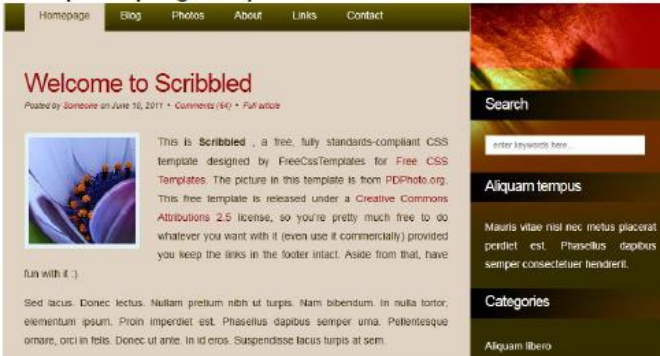 Homepage Blog Photos About Links Contact
Welcome to Scribbled
Posted by Someone on June 10, 2011 • Comments (64) • Full article
This is Scribbled , a free, fully standards-compliant CSS
template designed by FreeCssTemplates for Free CSS
Templates. The picture in this template is from PDPhoto.org.
This free template is released under a Creative Commons
Attributions 2.5 license, so you're pretty much free to do
whatever you want with it (even use it commercially) provided
you keep the links in the footer intact. Aside from that, have
fun with it :)
Sed lacus. Donec lectus. Nullam pretium nibh ut turpis. Nam bibendum. In nulla tortor,
elementum ipsum. Proin imperdiet est. Phasellus dapibus semper urna. Pellentesque
ornare, orci in felis. Donec ut ante. In id eros. Suspendisse lacus turpis at sem.
Search
enter keywords here...
Aliquam tempus
Mauris vitae nisl nec metus placerat
perdiet est. Phasellus dapibus
semper consectetuer hendrerit.
Categories
Aliquam libero